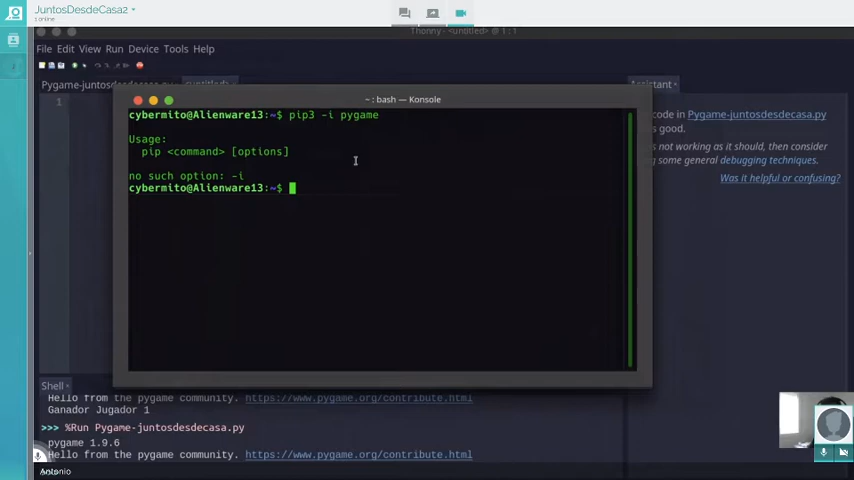 JuntosDesdeCasa2
1 online
Thonny - <untitled> @ 1 : 1
File Edit View Run Device Tools Help
Pygame-juntosdesdecasa.py
<untitled>
Assistant
1
~ : bash — Konsole
cybermito@Alienware13:~$ pip3 -i pygame
Usage:
pip <command> [options]
no such option: -i
cybermito@Alienware13:~$
code in Pygame-juntosdesdecasa.py
s good.
is not working as it should, then consider
ng some general debugging techniques.
Was it helpful or confusing?
Shell
Hello from the pygame community. https://www.pygame.org/contribute.html
Ganador Jugador 1
>>> %Run Pygame-juntosdesdecasa.py
pygame 1.9.6
Hello from the pygame community. https://www.pygame.org/contribute.html
Antonio